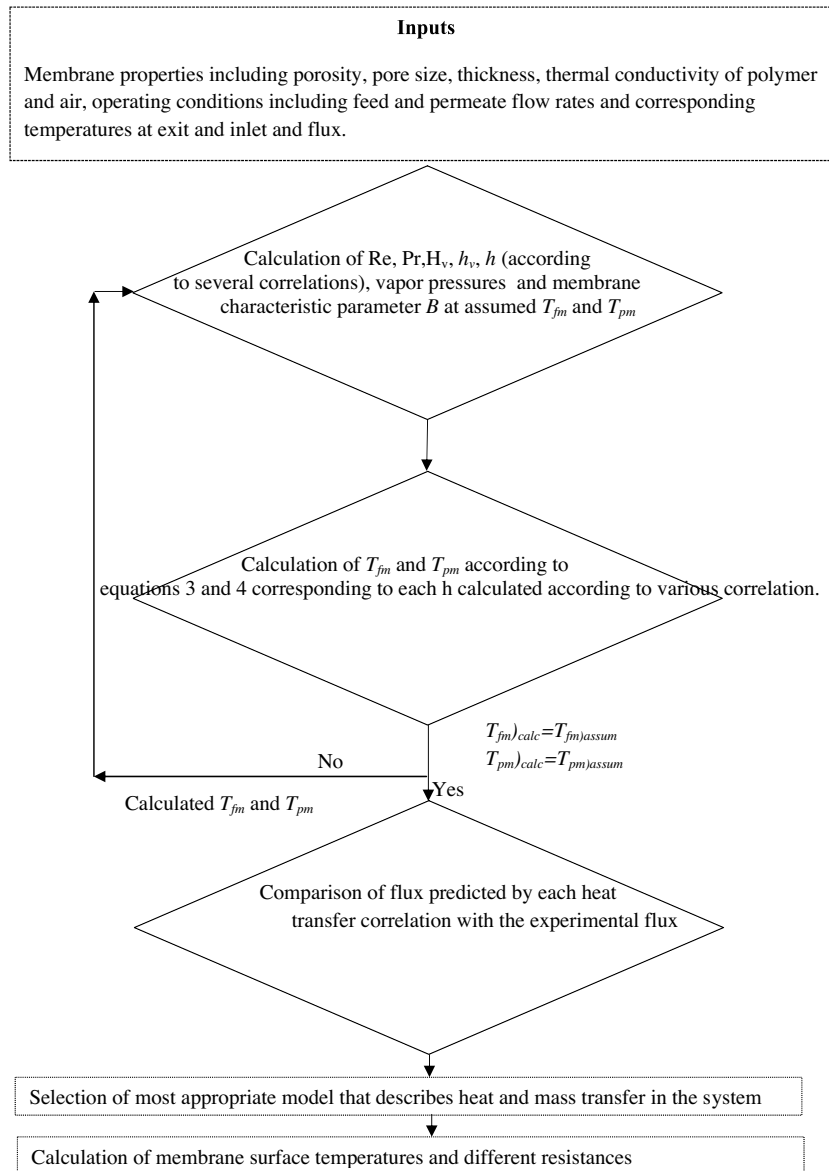 Inputs
Membrane properties including porosity, pore size, thickness, thermal conductivity of polymer
and air, operating conditions including feed and permeate flow rates and corresponding
temperatures at exit and inlet and flux.
Calculation of Re, Pr,Hv, hv, h (according
to several correlations), vapor pressures and membrane
characteristic parameter B at assumed Tfm and Tpm
Calculation of Tfm and Tpm according to
equations 3 and 4 corresponding to each h calculated according to various correlation.
Tfm)calc=Tfm)assum
Tpm)calc=Tpm)assum
No
Yes
Calculated Tfm and Tpm
Comparison of flux predicted by each heat
transfer correlation with the experimental flux
Selection of most appropriate model that describes heat and mass transfer in the system
Calculation of membrane surface temperatures and different resistances